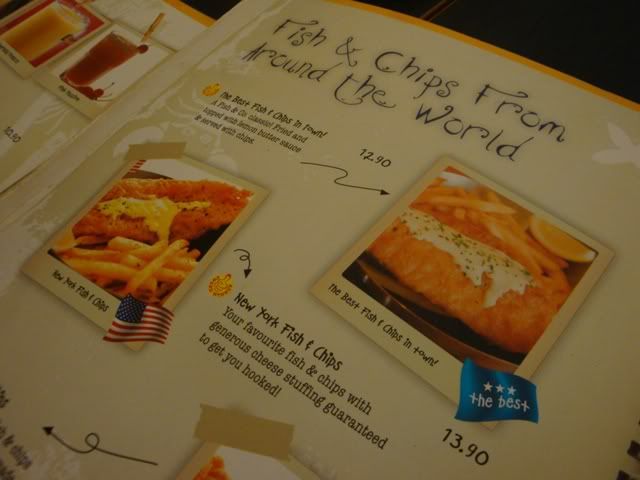 Fish & Chips From
Around the World
The Best Fish & Chips in town!
A Fish & Co classic! Fried and
topped with lemon butter sauce
& served with chips.
12.90
New York Fish & Chips
The Best Fish & Chips in town!
the best
New York Fish & Chips
Your favourite fish & chips with
generous cheese stuffing guaranteed
to get you hooked!
13.90
& chips